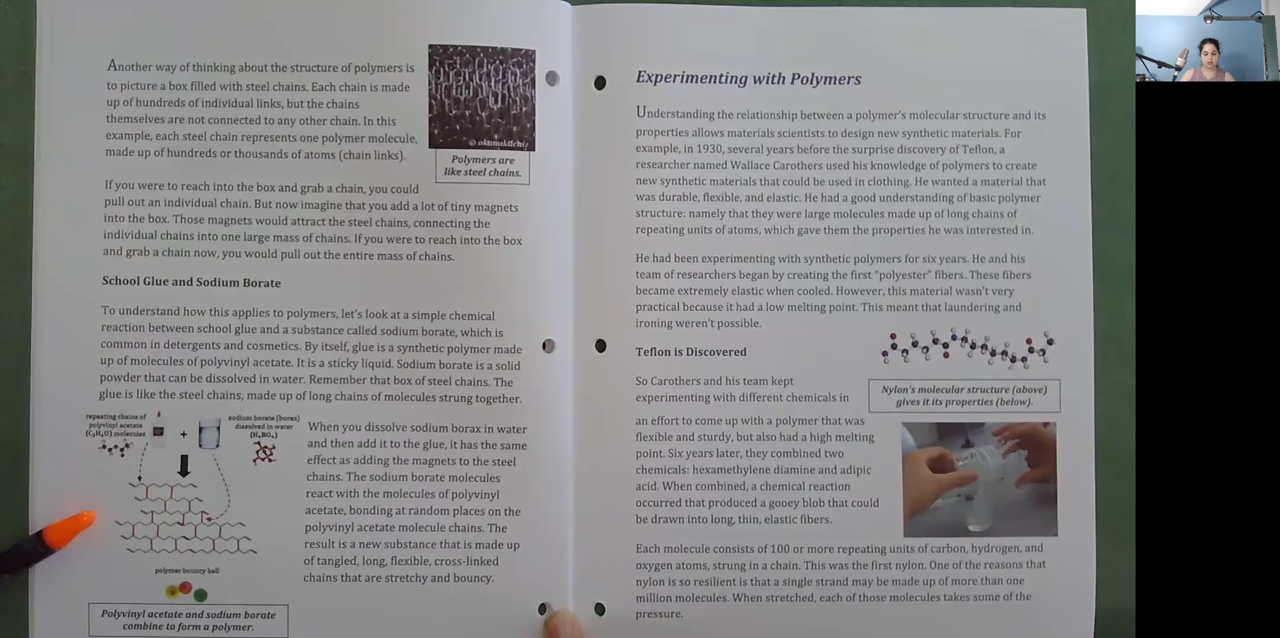 Another way of thinking about the structure of polymers is
to picture a box filled with steel chains. Each chain is made
up of hundreds of individual links, but the chains
themselves are not connected to any other chain. In this
example, each steel chain represents one polymer molecule,
made up of hundreds or thousands of atoms (chain links).
Polymers are
like steel chains.
If you were to reach into the box and grab a chain, you could
pull out an individual chain. But now imagine that you add a lot of tiny magnets
into the box. Those magnets would attract the steel chains, connecting the
individual chains into one large mass of chains. If you were to reach into the box
and grab a chain now, you would pull out the entire mass of chains.
School Glue and Sodium Borate
To understand how this applies to polymers, let's look at a simple chemical
reaction between school glue and a substance called sodium borate, which is
common in detergents and cosmetics. By itself, glue is a synthetic polymer made
up of molecules of polyvinyl acetate. It is a sticky liquid. Sodium borate is a solid
powder that can be dissolved in water. Remember that box of steel chains. The
glue is like the steel chains, made up of long chains of molecules strung together.
repeating chains of
polyvinyl acetate
(C₄H₆O) molecules
+
sodium borate (borax)
dissolved in water
(H₃BO₃)
polymer bouncy ball
Polyvinyl acetate and sodium borate
combine to form a polymer.
When you dissolve sodium borax in water
and then add it to the glue, it has the same
effect as adding the magnets to the steel
chains. The sodium borate molecules
react with the molecules of polyvinyl
acetate, bonding at random places on the
polyvinyl acetate molecule chains. The
result is a new substance that is made up
of tangled, long, flexible, cross-linked
chains that are stretchy and bouncy.
Experimenting with Polymers
Understanding the relationship between a polymer's molecular structure and its
properties allows materials scientists to design new synthetic materials. For
example, in 1930, several years before the surprise discovery of Teflon, a
researcher named Wallace Carothers used his knowledge of polymers to create
new synthetic materials that could be used in clothing. He wanted a material that
was durable, flexible, and elastic. He had a good understanding of basic polymer
structure: namely that they were large molecules made up of long chains of
repeating units of atoms, which gave them the properties he was interested in.
He had been experimenting with synthetic polymers for six years. He and his
team of researchers began by creating the first "polyester" fibers. These fibers
became extremely elastic when cooled. However, this material wasn't very
practical because it had a low melting point. This meant that laundering and
ironing weren't possible.
Teflon is Discovered
So Carothers and his team kept
experimenting with different chemicals in
an effort to come up with a polymer that was
flexible and sturdy, but also had a high melting
point. Six years later, they combined two
chemicals: hexamethylene diamine and adipic
acid. When combined, a chemical reaction
occurred that produced a gooey blob that could
be drawn into long, thin, elastic fibers.
Nylon's molecular structure (above)
gives it its properties (below).
Each molecule consists of 100 or more repeating units of carbon, hydrogen, and
oxygen atoms, strung in a chain. This was the first nylon. One of the reasons that
nylon is so resilient is that a single strand may be made up of more than one
million molecules. When stretched, each of those molecules takes some of the
pressure.